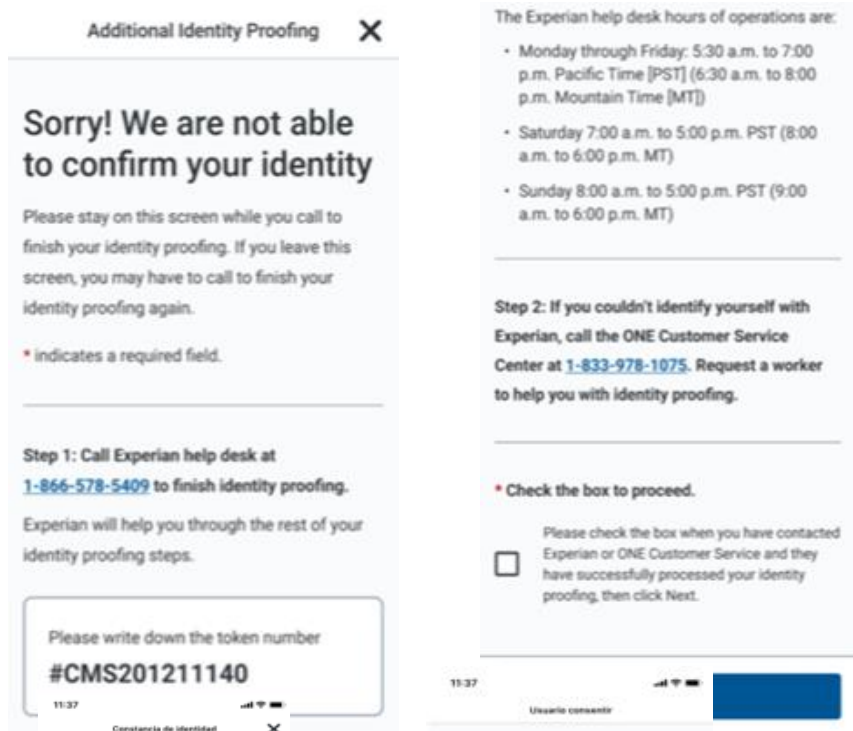 Additional Identity Proofing
Sorry! We are not able
to confirm your identity
Please stay on this screen while you call to
finish your identity proofing. If you leave this
screen, you may have to call to finish your
identity proofing again.
* indicates a required field.
Step 1: Call Experian help desk at
1-866-578-5409 to finish identity proofing.
Experian will help you through the rest of your
identity proofing steps.
Please write down the token number
#CMS201211140
11:37
Constancia de identidad
The Experian help desk hours of operations are:
• Monday through Friday: 5:30 a.m. to 7:00
p.m. Pacific Time [PST] (6:30 a.m. to 8:00
p.m. Mountain Time [MT])
• Saturday 7:00 a.m. to 5:00 p.m. PST (8:00
a.m. to 6:00 p.m. MT)
• Sunday 8:00 a.m. to 5:00 p.m. PST (9:00
a.m. to 6:00 p.m. MT)
Step 2: If you couldn't identify yourself with
Experian, call the ONE Customer Service
Center at 1-833-978-1075. Request a worker
to help you with identity proofing.
* Check the box to proceed.
Please check the box when you have contacted
Experian or ONE Customer Service and they
have successfully processed your identity
proofing, then click Next.
11:37
Usuario consentir